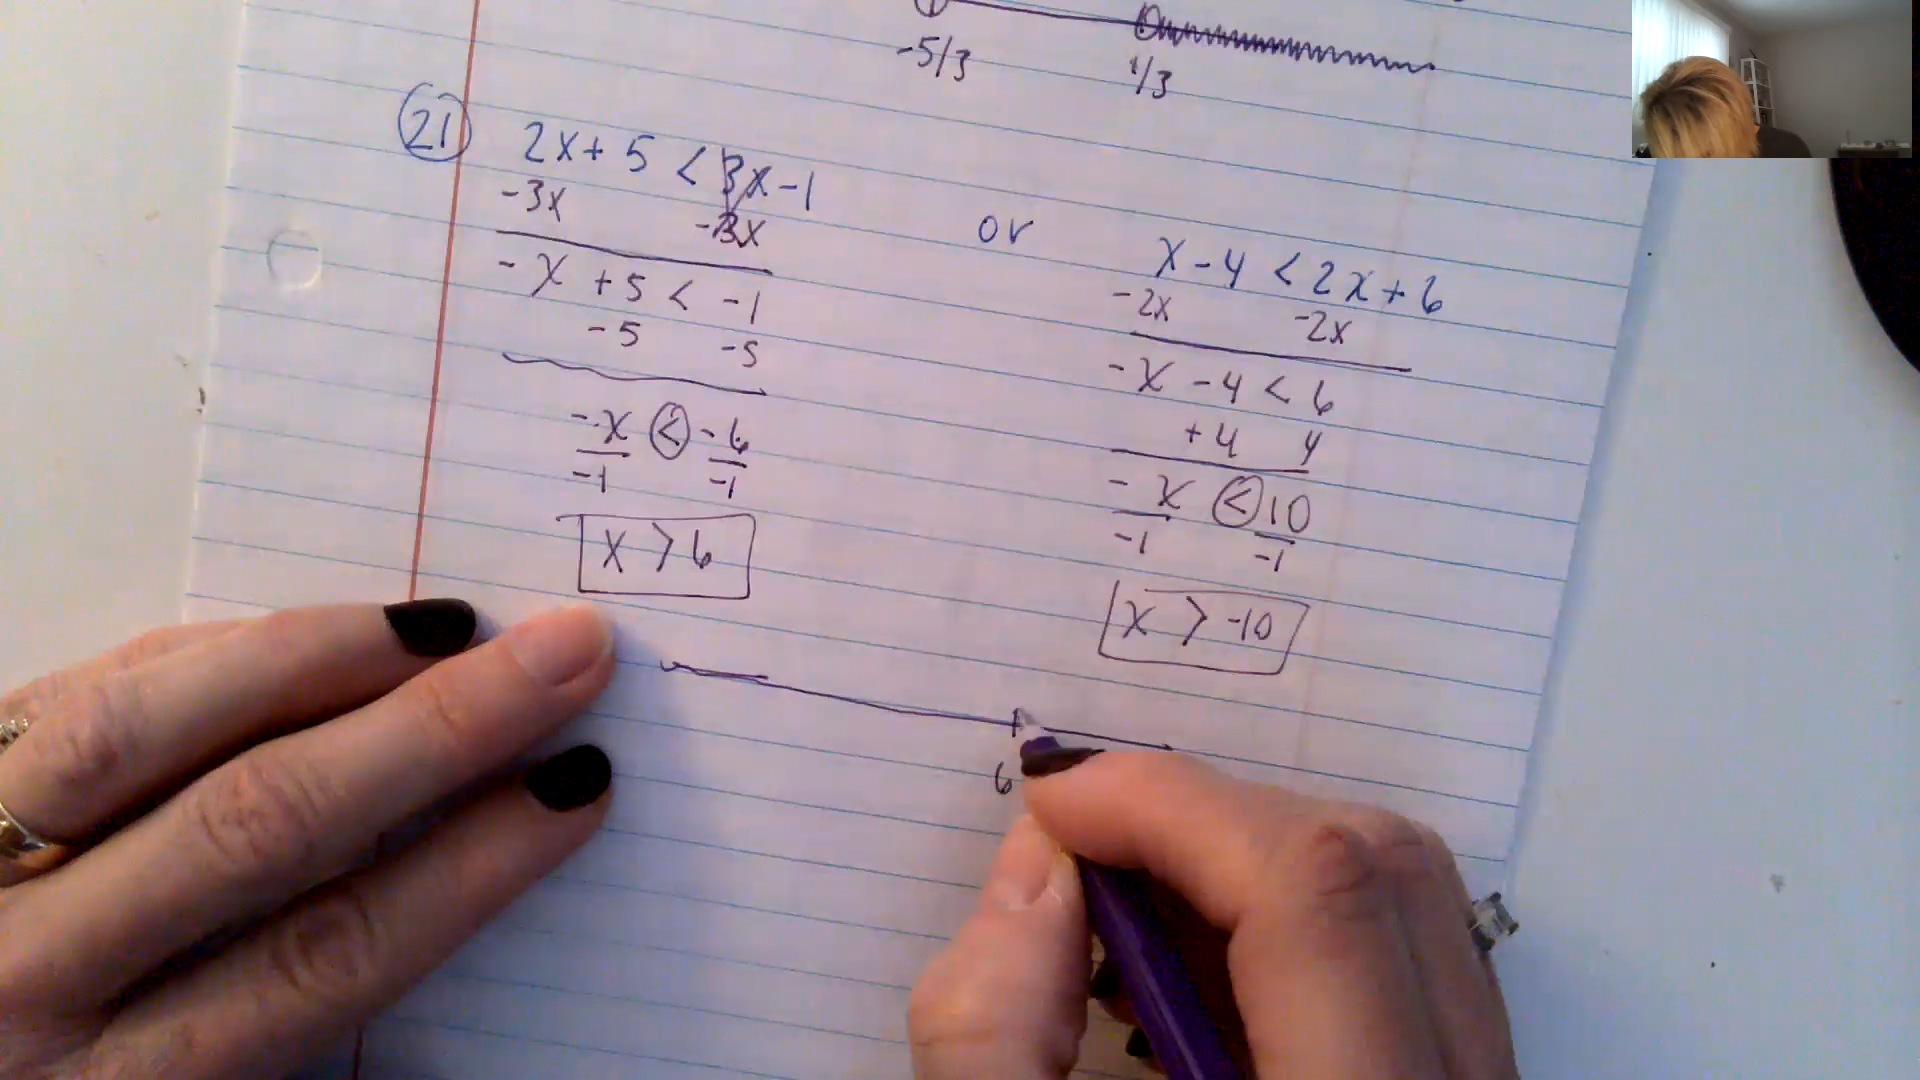 -5/3 1/3
21 2x + 5 < 3x - 1
-3x -3x
or
- x + 5 < -1
-5 -5
-x < -6
-1 -1
x > 6
x - 4 < 2x + 6
-2x -2x
-x - 4 < 6
+4 4
-x < 10
-1 -1
x > -10
6